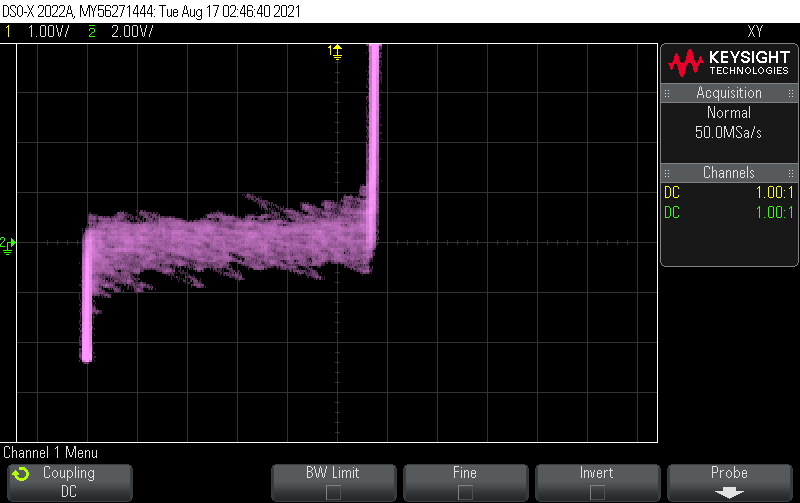 DSO-X 2022A, MY56271444: Tue Aug 17 02:46:40 2021
1 1.00V/ 2 2.00V/ XY
1
2
KEYSIGHT
TECHNOLOGIES
Acquisition
Normal
50.0MSa/s
Channels
DC 1.00:1
DC 1.00:1
Channel 1 Menu
Coupling
DC
BW Limit
Fine
Invert
Probe